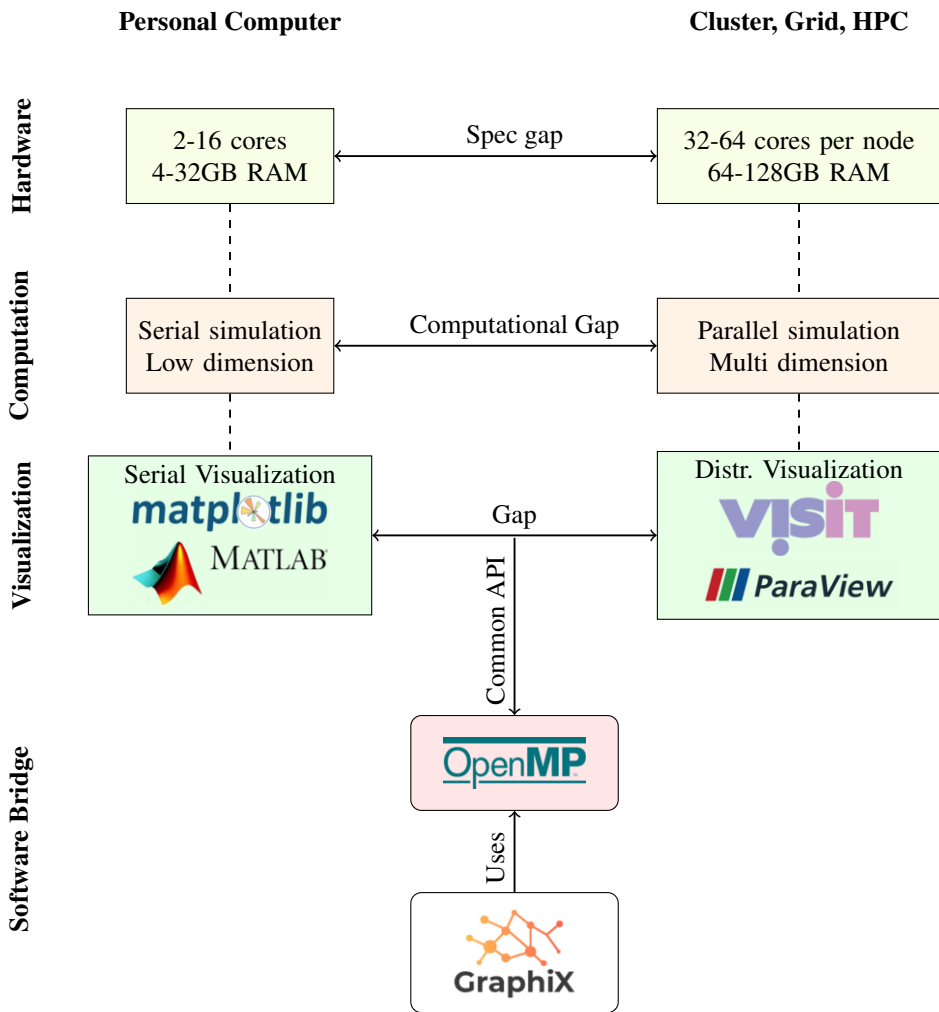 Personal Computer
Cluster, Grid, HPC
Hardware
2-16 cores
4-32GB RAM
Spec gap
32-64 cores per node
64-128GB RAM
Computation
Serial simulation
Low dimension
Computational Gap
Parallel simulation
Multi dimension
Visualization
Serial Visualization
matplotlib
MATLAB
Gap
Distr. Visualization
VisIT
ParaView
Common API
Software Bridge
OpenMP
Uses
GraphiX